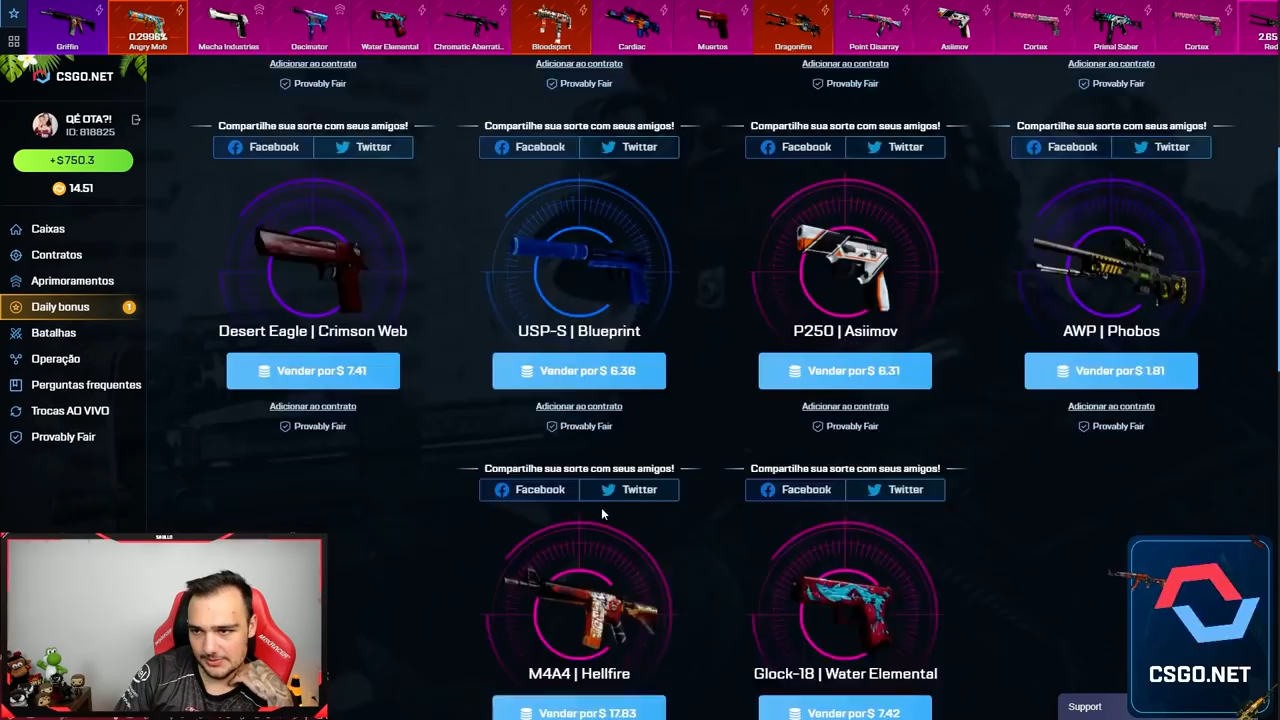 Griffin
0.2996%
Angry Mob
Mecha Industries
Decimator
Water Elemental
Chromatic Aberrati...
Bloodsport
Cardiac
Muertos
Dragonfire
Point Disarray
Asiimov
Cortex
Primal Saber
Cortex
2.65
Red
CSGO.NET
QÉ OTA?!
ID: 818825
+$750.3
14.51
Caixas
Contratos
Aprimoramentos
Daily bonus 1
Batalhas
Operação
Perguntas frequentes
Trocas AO VIVO
Provably Fair
Adicionar ao contrato
Adicionar ao contrato
Adicionar ao contrato
Adicionar ao contrato
Provably Fair
Provably Fair
Provably Fair
Provably Fair
Compartilhe sua sorte com seus amigos!
Compartilhe sua sorte com seus amigos!
Compartilhe sua sorte com seus amigos!
Compartilhe sua sorte com seus amigos!
Facebook Twitter
Facebook Twitter
Facebook Twitter
Facebook Twitter
Desert Eagle | Crimson Web
USP-S | Blueprint
P250 | Asiimov
AWP | Phobos
Vender por $ 7.41
Vender por $ 6.36
Vender por $ 6.31
Vender por $ 1.81
Adicionar ao contrato
Adicionar ao contrato
Adicionar ao contrato
Adicionar ao contrato
Provably Fair
Provably Fair
Provably Fair
Provably Fair
Compartilhe sua sorte com seus amigos!
Compartilhe sua sorte com seus amigos!
Facebook Twitter
Facebook Twitter
M4A4 | Hellfire
Glock-18 | Water Elemental
Vender por $ 17.83
Vender por $ 7.42
CSGO.NET
Support